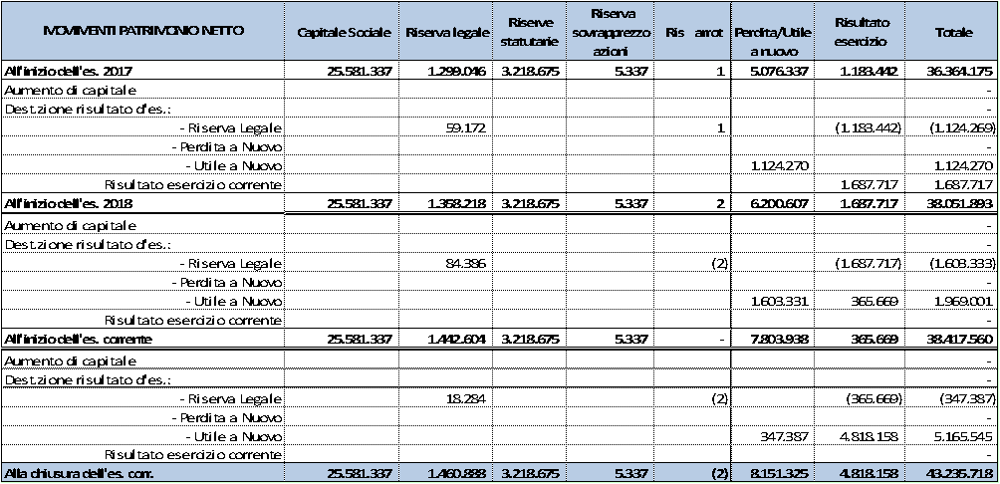 MOVIMENTI PATRIMONIO NETTO Capitale Sociale Riserva legale Riserve statutarie Riserva sovrapprezzo azioni Ris arrot Perdita/Utile a nuovo Risultato esercizio Totale
All'inizio dell'es. 2017 25.581.337 1.299.046 3.218.675 5.337 1 5.076.337 1.183.442 36.364.175
Aumento di capitale -
Dest.zione risultato d'es.: -
- Riserva Legale 59.172 1 (1.183.442) (1.124.269)
- Perdita a Nuovo -
- Utile a Nuovo 1.124.270 1.124.270
Risultato esercizio corrente 1.687.717 1.687.717
All'inizio dell'es. 2018 25.581.337 1.358.218 3.218.675 5.337 2 6.200.607 1.687.717 38.051.893
Aumento di capitale -
Dest.zione risultato d'es.: -
- Riserva Legale 84.386 (2) (1.687.717) (1.603.333)
- Perdita a Nuovo -
- Utile a Nuovo 1.603.331 365.669 1.969.001
Risultato esercizio corrente -
All'inizio dell'es. corrente 25.581.337 1.442.604 3.218.675 5.337 - 7.803.938 365.669 38.417.560
Aumento di capitale -
Dest.zione risultato d'es.: -
- Riserva Legale 18.284 (2) (365.669) (347.387)
- Perdita a Nuovo -
- Utile a Nuovo 347.387 4.818.158 5.165.545
Risultato esercizio corrente -
Alla chiusura dell'es. corr. 25.581.337 1.460.888 3.218.675 5.337 (2) 8.151.325 4.818.158 43.235.718